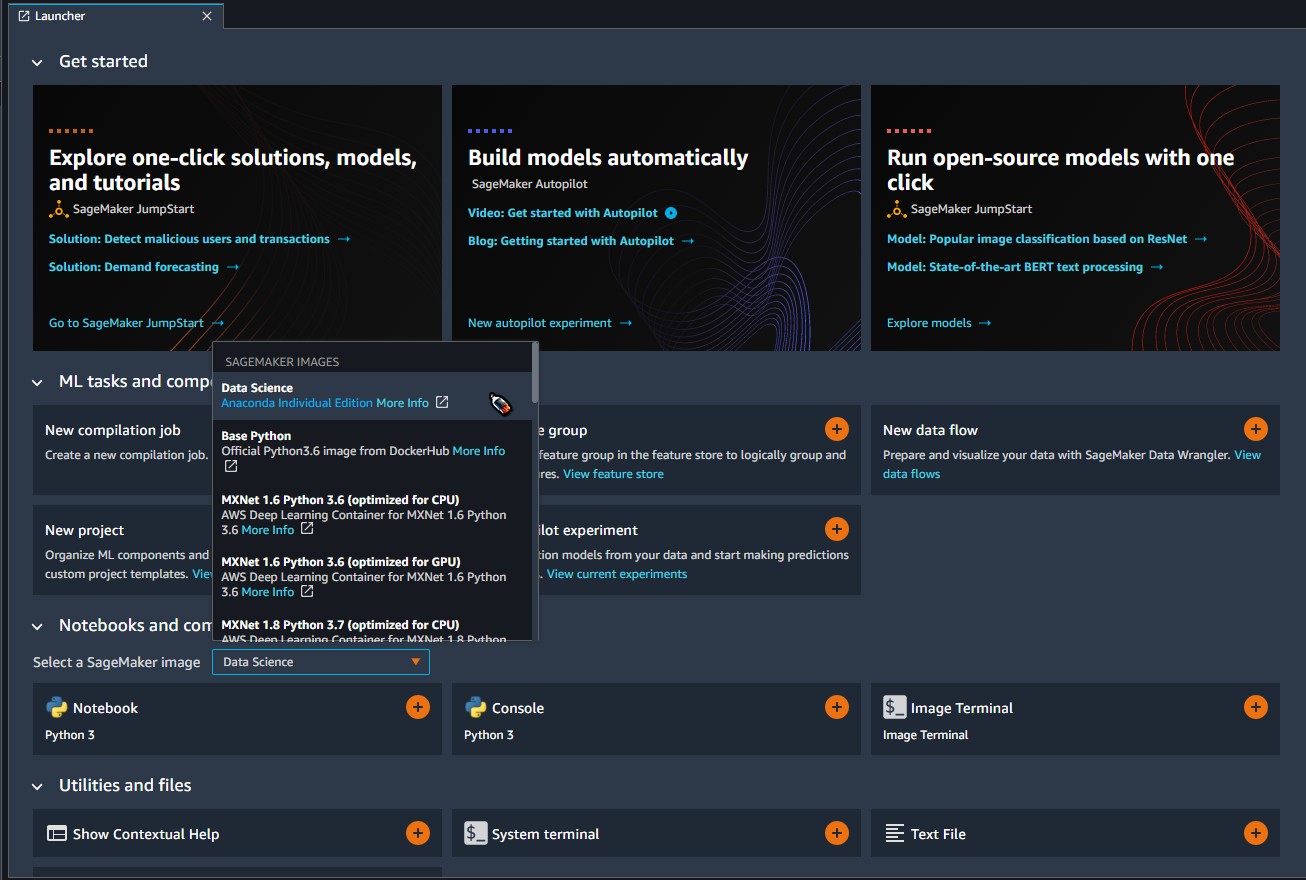 Launcher
Get started
Explore one-click solutions, models,
and tutorials
SageMaker JumpStart
Solution: Detect malicious users and transactions →
Solution: Demand forecasting →
Go to SageMaker JumpStart →
Build models automatically
SageMaker Autopilot
Video: Get started with Autopilot
Blog: Getting started with Autopilot →
New autopilot experiment →
Run open-source models with one
click
SageMaker JumpStart
Model: Popular image classification based on ResNet →
Model: State-of-the-art BERT text processing →
Explore models →
ML tasks and comp
New compilation job
Create a new compilation job.
e group
feature group in the feature store to logically group and
res. View feature store
New data flow
Prepare and visualize your data with SageMaker Data Wrangler. View
data flows
New project
Organize ML components and
custom project templates. View
ilot experiment
tion models from your data and start making predictions
. View current experiments
SAGEMAKER IMAGES
Data Science
Anaconda Individual Edition More Info
Base Python
Official Python3.6 image from DockerHub More Info
MXNet 1.6 Python 3.6 (optimized for CPU)
AWS Deep Learning Container for MXNet 1.6 Python
3.6 More Info
MXNet 1.6 Python 3.6 (optimized for GPU)
AWS Deep Learning Container for MXNet 1.6 Python
3.6 More Info
MXNet 1.8 Python 3.7 (optimized for CPU)
AWS Deep Learning Container for MXNet 1.8 Python
Notebooks and com
Select a SageMaker image
Data Science
Notebook
Python 3
Console
Python 3
$_ Image Terminal
Image Terminal
Utilities and files
Show Contextual Help
$_ System terminal
Text File